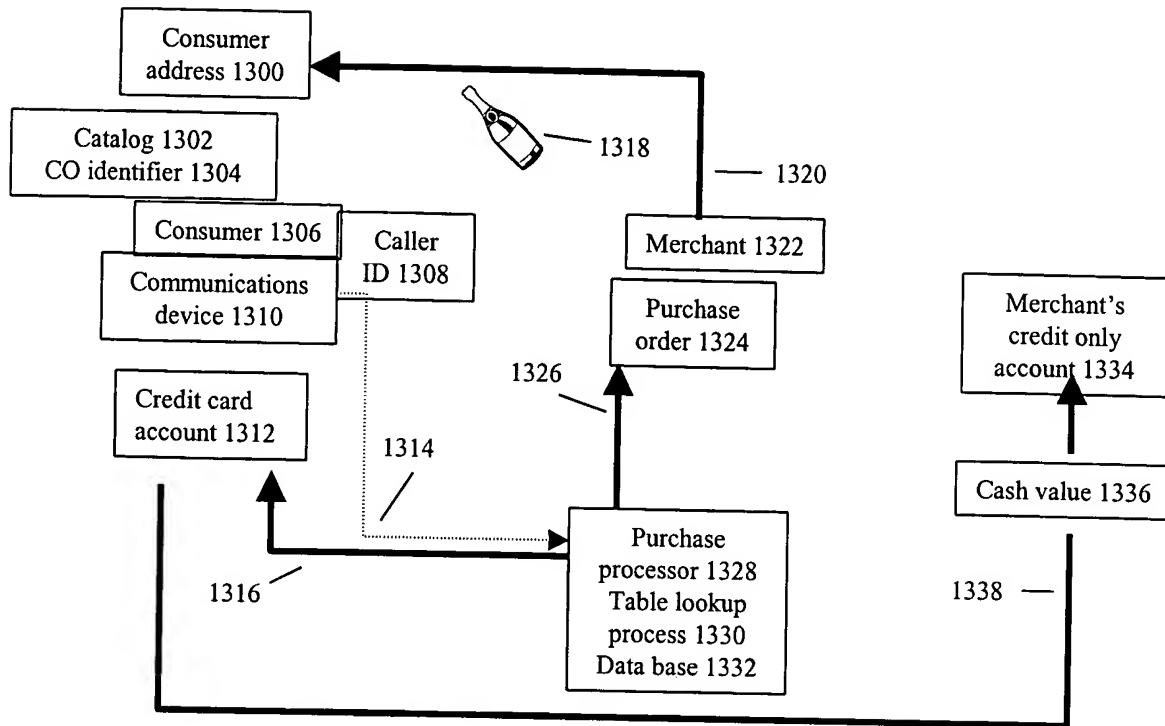 Consumer
address 1300
Catalog 1302
CO identifier 1304
Consumer 1306
Caller
ID 1308
Communications
device 1310
Credit card
account 1312
1314
1316
1318
1320
Merchant 1322
Purchase
order 1324
1326
Purchase
processor 1328
Table lookup
process 1330
Data base 1332
Merchant's
credit only
account 1334
Cash value 1336
1338